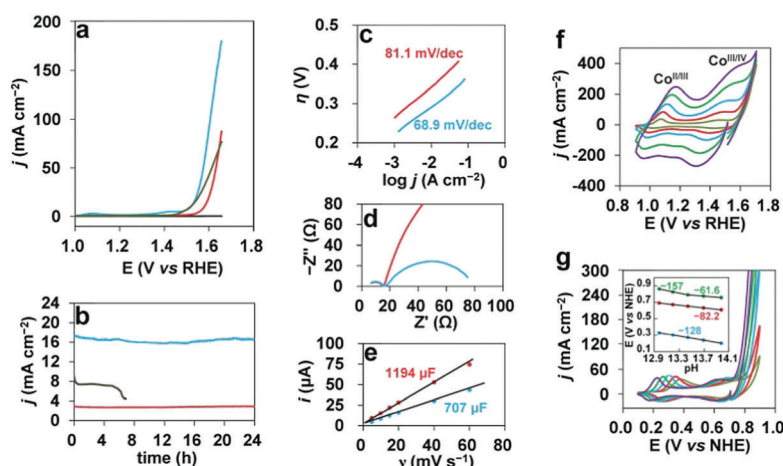 a
j (mA cm⁻²)
200
150
100
50
0
1.0 1.2 1.4 1.6 1.8
E (V vs RHE)
b
j (mA cm⁻²)
24
20
16
12
8
4
0
0 4 8 12 16 20 24
time (h)
c
η (V)
0.5
0.4
0.3
0.2
81.1 mV/dec
68.9 mV/dec
−4 −3 −2 −1 0
log j (A cm⁻²)
d
−Z″ (Ω)
80
60
40
20
0
0 20 40 60 80 100
Z′ (Ω)
e
i (μA)
100
75
50
25
0
1194 μF
707 μF
0 20 40 60 80
ν (mV s⁻¹)
f
j (mA cm⁻²)
400
200
0
−200
−400
Coᴵᴵ/ᴵᴵᴵ
Coᴵᴵᴵ/ᴵⱽ
0.8 1.0 1.2 1.4 1.6 1.8
E (V vs RHE)
g
j (mA cm⁻²)
300
240
180
120
60
0
−60
E (V vs NHE)
0.9
0.7
0.5
0.3
0.1
−157 −61.6
−82.2
−128
12.9 13.3 13.7 14.1
pH
0.0 0.2 0.4 0.6 0.8 1.0
E (V vs NHE)